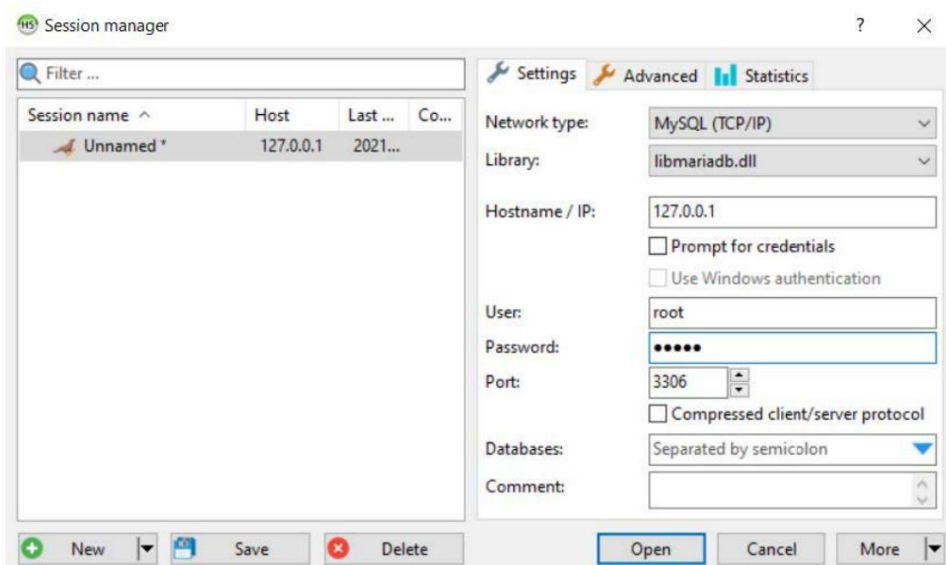 HS Session manager ? ×
Filter ...
Session name Host Last ... Co...
Unnamed * 127.0.0.1 2021...
Settings Advanced Statistics
Network type: MySQL (TCP/IP)
Library: libmariadb.dll
Hostname / IP: 127.0.0.1
Prompt for credentials
Use Windows authentication
User: root
Password: •••••
Port: 3306
Compressed client/server protocol
Databases: Separated by semicolon
Comment:
New Save Delete Open Cancel More